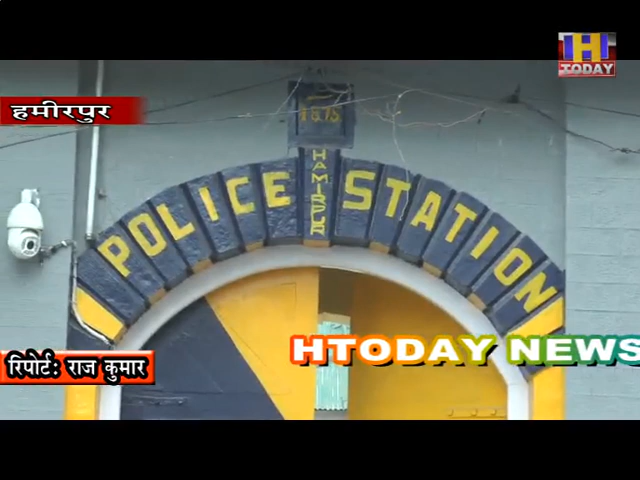 H
TODAY
हमीरपुर
POLICE STATION
HAMIRPUR
रिपोर्टः राज कुमार
HTODAY NEWS